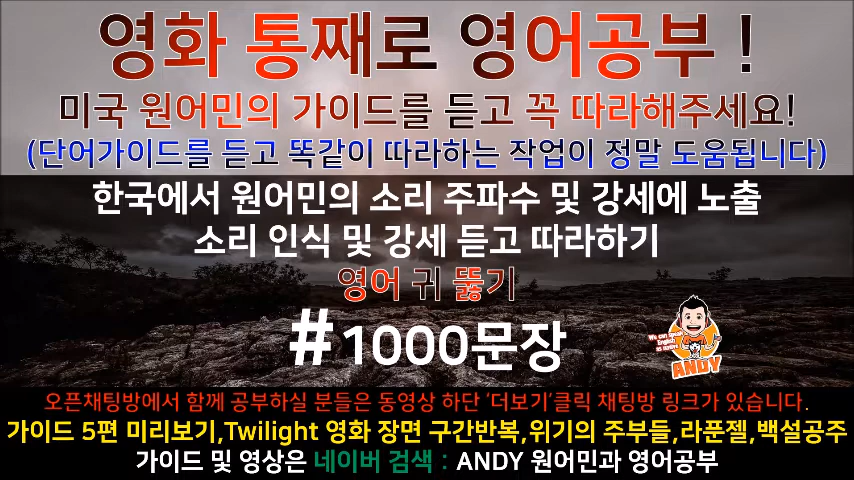 영화 통째로 영어공부 !
미국 원어민의 가이드를 듣고 꼭 따라해주세요!
(단어가이드를 듣고 똑같이 따라하는 작업이 정말 도움됩니다)
한국에서 원어민의 소리 주파수 및 강세에 노출
소리 인식 및 강세 듣고 따라하기
영어 귀 뚫기
#1000문장
We can speak
English
as native
ANDY
오픈채팅방에서 함께 공부하실 분들은 동영상 하단 ‘더보기’클릭 채팅방 링크가 있습니다.
가이드 5편 미리보기,Twilight 영화 장면 구간반복,위기의 주부들,라푼젤,백설공주
가이드 및 영상은 네이버 검색 : ANDY 원어민과 영어공부